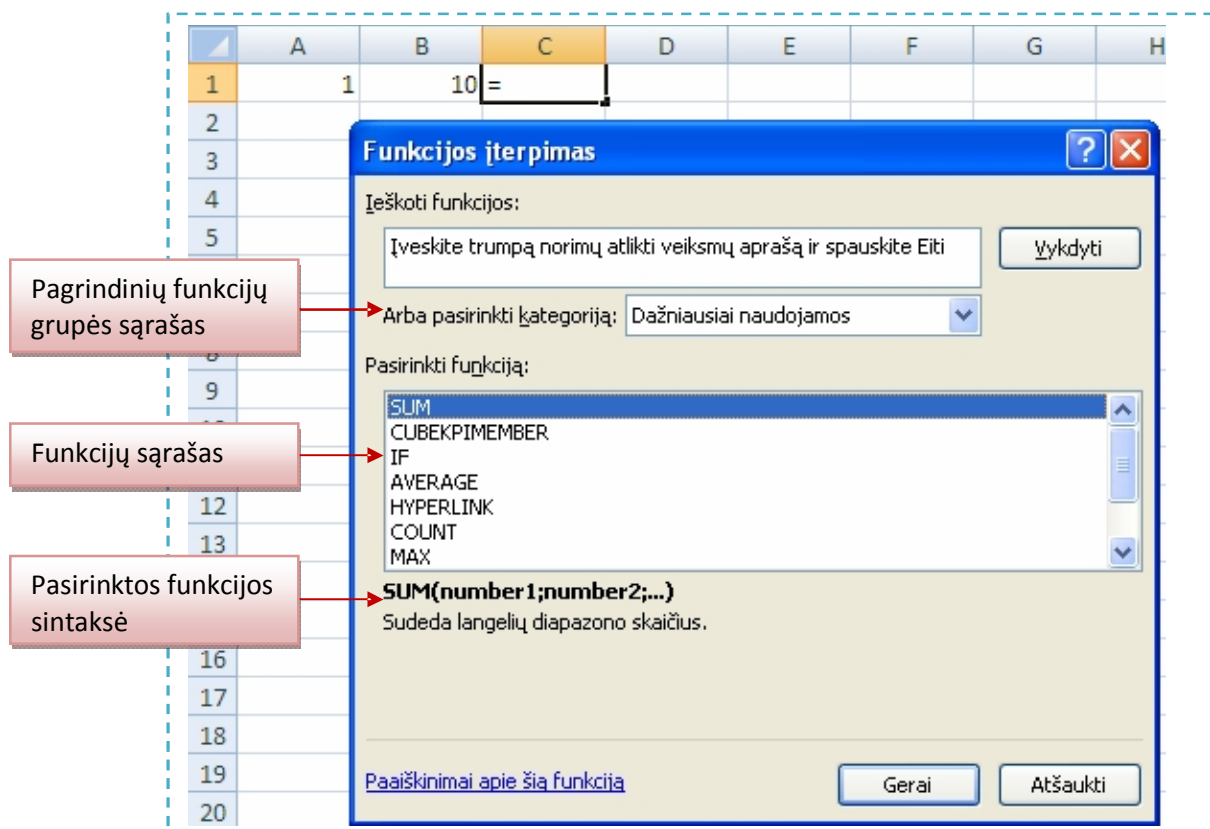 A B C D E F G H
1 1 10 =
2
3
4
5
8
9
12
13
16
17
18
19
20
Funkcijos įterpimas
Ieškoti funkcijos:
Įveskite trumpą norimų atlikti veiksmų aprašą ir spauskite Eiti
Vykdyti
Arba pasirinkti kategoriją: Dažniausiai naudojamos
Pasirinkti funkciją:
SUM
CUBEKPIMEMBER
IF
AVERAGE
HYPERLINK
COUNT
MAX
SUM(number1;number2;...)
Sudeda langelių diapazono skaičius.
Paaiškinimai apie šią funkciją
Gerai
Atšaukti
Pagrindinių funkcijų
grupės sąrašas
Funkcijų sąrašas
Pasirinktos funkcijos
sintaksė